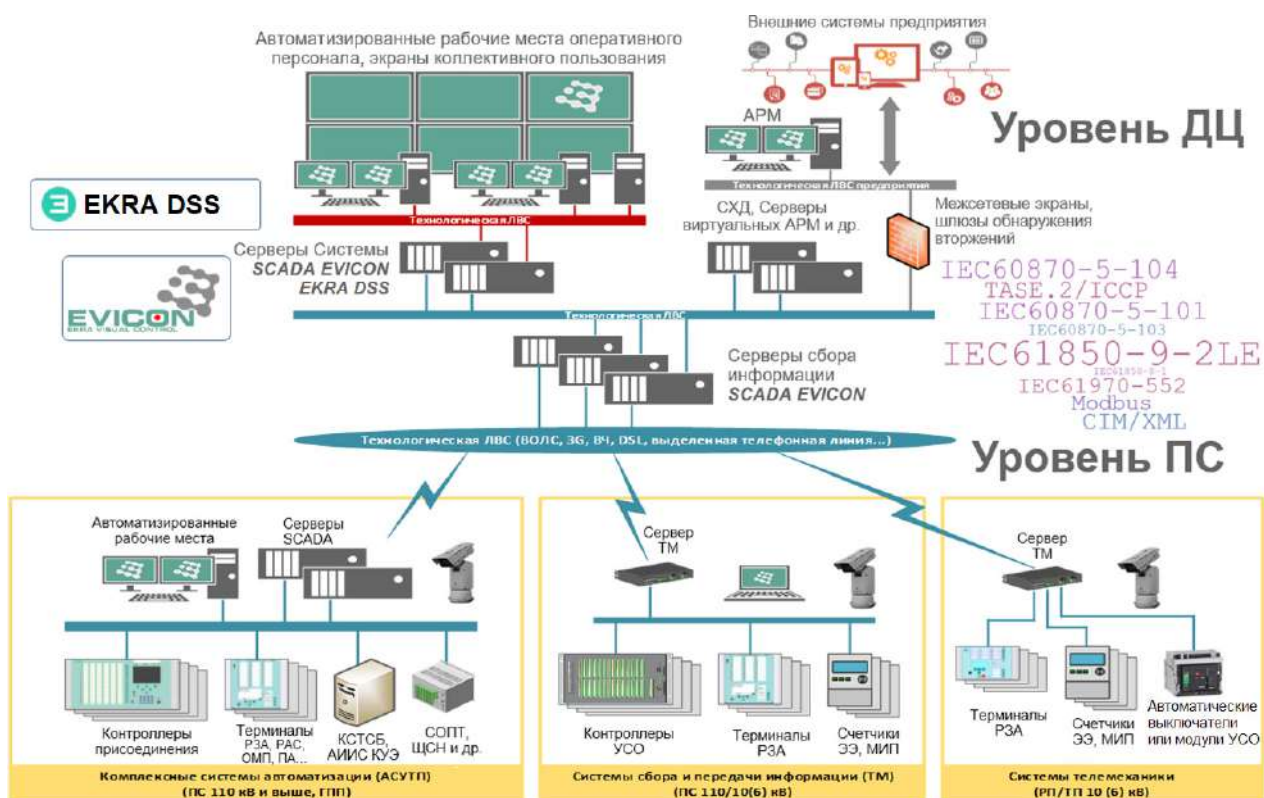 Автоматизированные рабочие места оперативного
персонала, экраны коллективного пользования
Внешние системы предприятия
АРМ
Уровень ДЦ
Технологическая ЛВС предприятия
EKRA DSS
Технологическая ЛВС
СХД, Серверы
виртуальных АРМ и др.
Межсетевые экраны,
шлюзы обнаружения
вторжений
Серверы Системы
SCADA EVICON
EKRA DSS
EVICON
EKRA VISUAL CONTROL
Технологическая ЛВС
IEC60870-5-104
TASE.2/ICCP
IEC60870-5-101
IEC60870-5-103
IEC61850-9-2LE
IEC61850-8-1
IEC61970-552
Modbus
CIM/XML
Серверы сбора
информации
SCADA EVICON
Технологическая ЛВС (ВОЛС, 3G, ВЧ, DSL, выделенная телефонная линия...)
Уровень ПС
Автоматизированные
рабочие места
Серверы
SCADA
Контроллеры
присоединения
Терминалы
РЗА, РАС,
ОМП, ПА...
КСТСБ,
АИИС КУЭ
СОПТ,
ЩСН и др.
Комплексные системы автоматизации (АСУТП)
(ПС 110 кВ и выше, ГПП)
Сервер
ТМ
Контроллеры
УСО
Терминалы
РЗА
Счетчики
ЭЭ, МИП
Системы сбора и передачи информации (ТМ)
(ПС 110/10(6) кВ)
Сервер
ТМ
Терминалы
РЗА
Счетчики
ЭЭ, МИП
Автоматические
выключатели
или модули УСО
Системы телемеханики
(РП/ТП 10 (6) кВ)